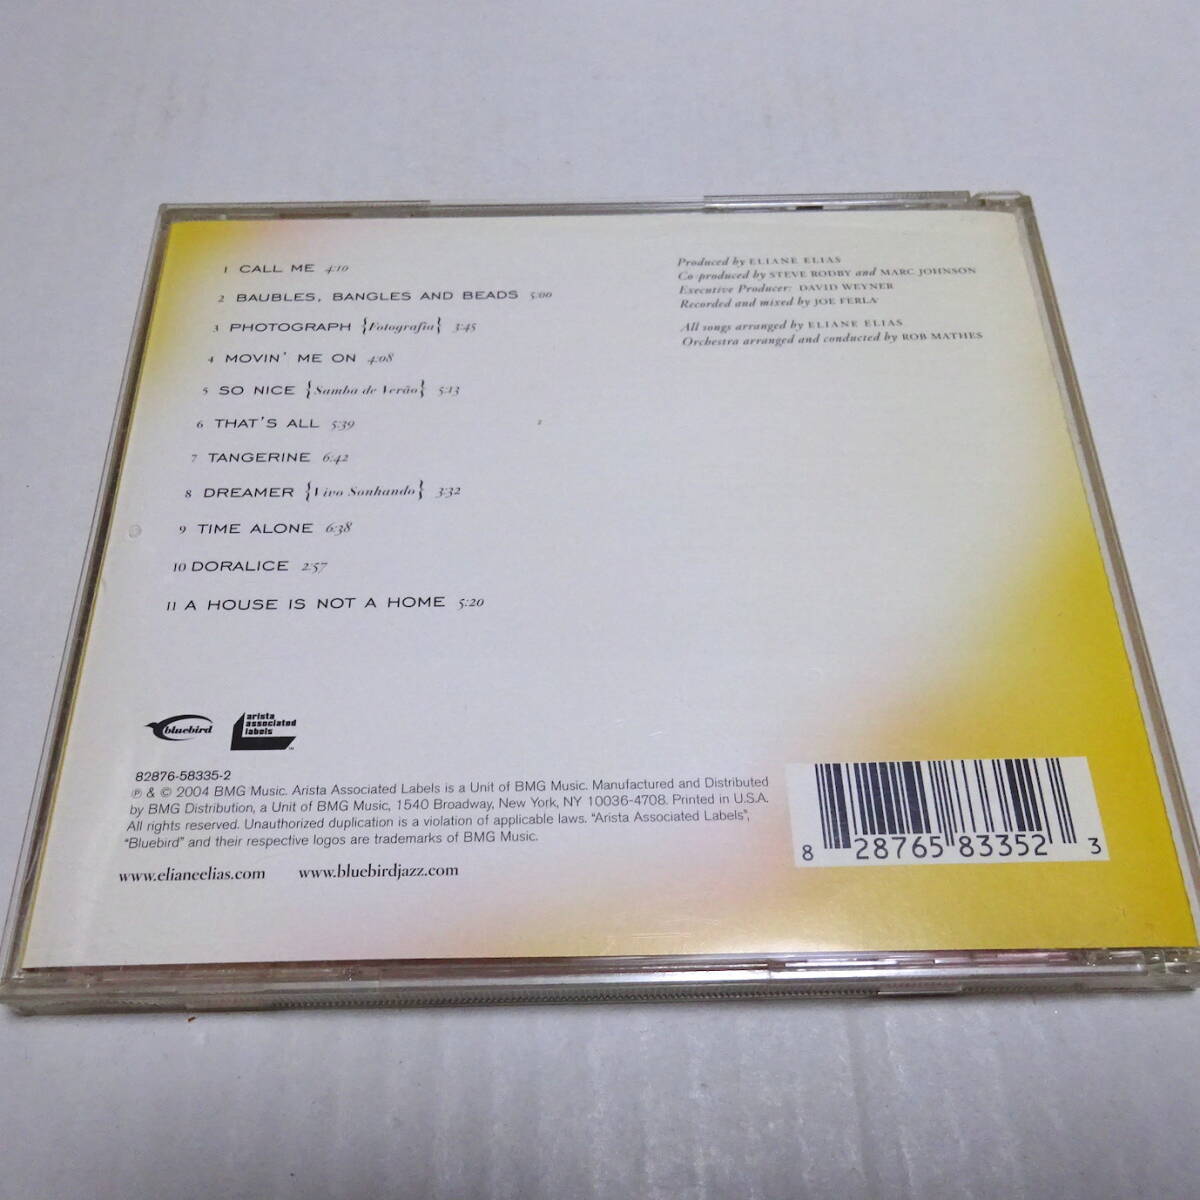 1 CALL ME 4:10
2 BAUBLES, BANGLES AND BEADS 5:00
3 PHOTOGRAPH {Fotografia} 3:45
4 MOVIN' ME ON 4:08
5 SO NICE {Samba de Verão} 5:13
6 THAT'S ALL 5:39
7 TANGERINE 6:42
8 DREAMER {Vivo Sonhando} 3:32
9 TIME ALONE 6:38
10 DORALICE 2:57
11 A HOUSE IS NOT A HOME 5:20
Produced by ELIANE ELIAS
Co-produced by STEVE RODBY and MARC JOHNSON
Executive Producer: DAVID WEYNER
Recorded and mixed by JOE FERLA
All songs arranged by ELIANE ELIAS
Orchestra arranged and conducted by ROB MATHES
bluebird
arista
associated
labels
™
82876-58335-2
℗ & © 2004 BMG Music. Arista Associated Labels is a Unit of BMG Music. Manufactured and Distributed
by BMG Distribution, a Unit of BMG Music, 1540 Broadway, New York, NY 10036-4708. Printed in U.S.A.
All rights reserved. Unauthorized duplication is a violation of applicable laws. "Arista Associated Labels",
"Bluebird" and their respective logos are trademarks of BMG Music.
www.elianeelias.com www.bluebirdjazz.com
8 28765 83352 3